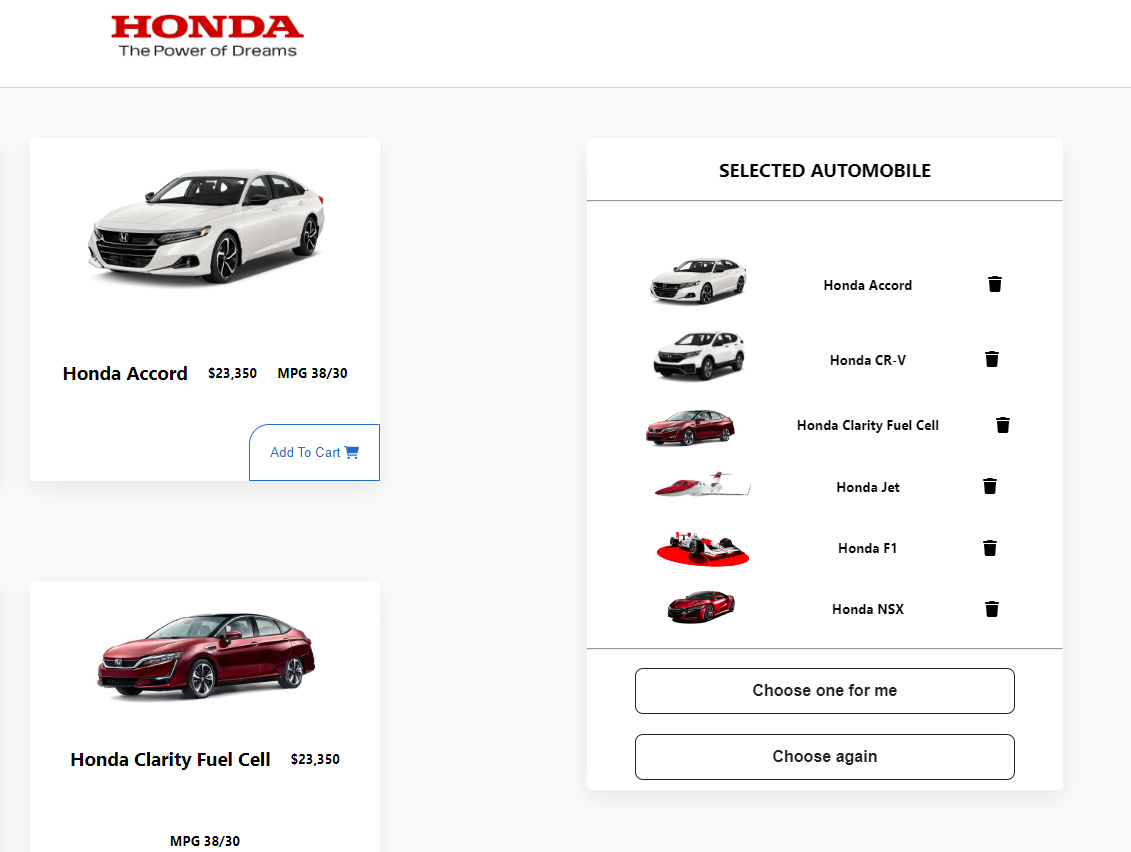 HONDA
The Power of Dreams
Honda Accord $23,350 MPG 38/30
Add To Cart
Honda Clarity Fuel Cell $23,350
MPG 38/30
SELECTED AUTOMOBILE
Honda Accord
Honda CR-V
Honda Clarity Fuel Cell
Honda Jet
Honda F1
Honda NSX
Choose one for me
Choose again